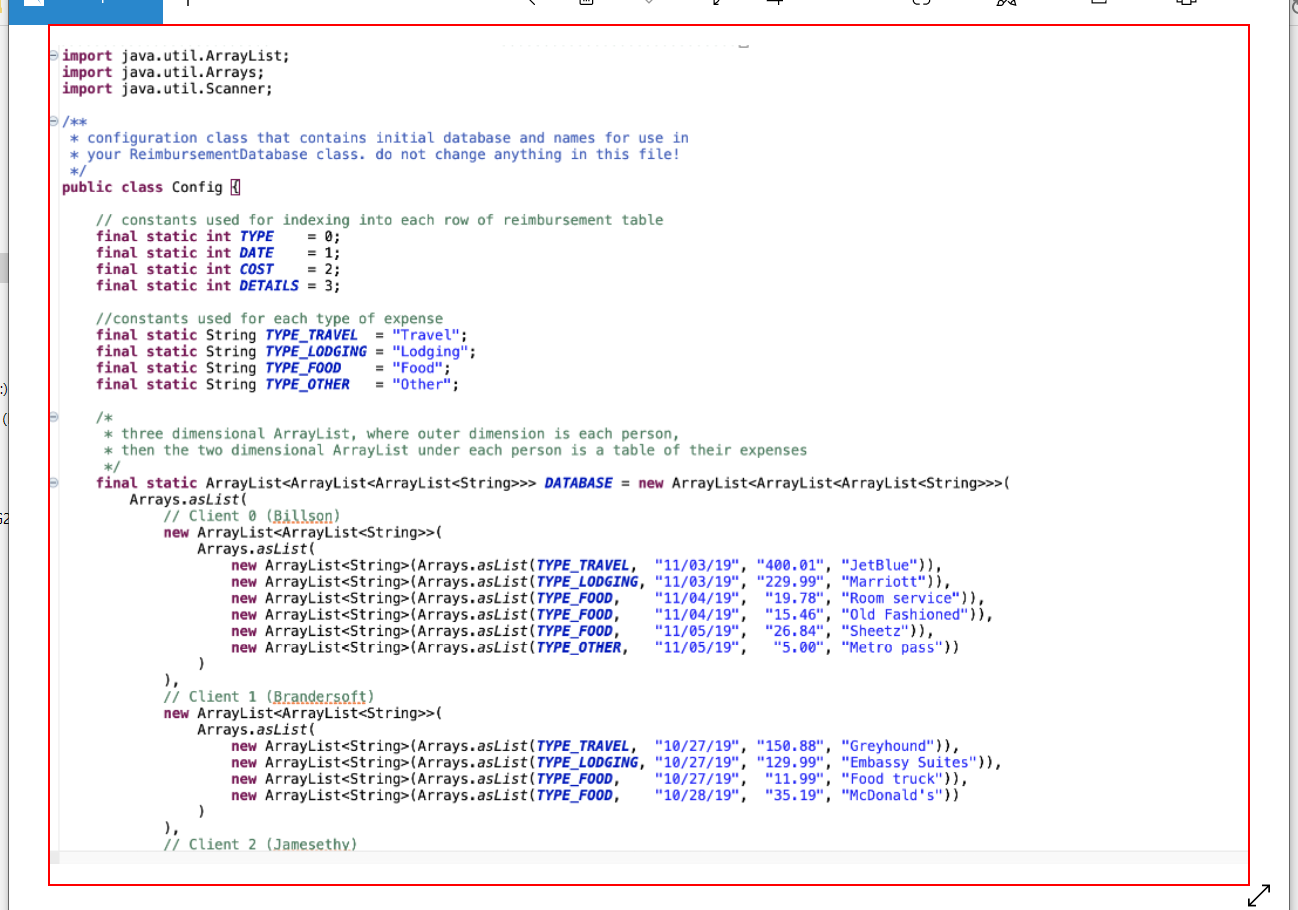 import java.util.ArrayList;
import java.util.Arrays;
import java.util.Scanner;
/**
 * configuration class that contains initial database and names for use in
 * your ReimbursementDatabase class. do not change anything in this file!
 */
public class Config {
    // constants used for indexing into each row of reimbursement table
    final static int TYPE    = 0;
    final static int DATE    = 1;
    final static int COST    = 2;
    final static int DETAILS = 3;
    //constants used for each type of expense
    final static String TYPE_TRAVEL  = "Travel";
    final static String TYPE_LODGING = "Lodging";
    final static String TYPE_FOOD    = "Food";
    final static String TYPE_OTHER   = "Other";
    /*
     * three dimensional ArrayList, where outer dimension is each person,
     * then the two dimensional ArrayList under each person is a table of their expenses
     */
    final static ArrayList<ArrayList<ArrayList<String>>> DATABASE = new ArrayList<ArrayList<ArrayList<String>>>(
        Arrays.asList(
            // Client 0 (Billson)
            new ArrayList<ArrayList<String>>(
                Arrays.asList(
                    new ArrayList<String>(Arrays.asList(TYPE_TRAVEL,  "11/03/19", "400.01", "JetBlue")),
                    new ArrayList<String>(Arrays.asList(TYPE_LODGING, "11/03/19", "229.99", "Marriott")),
                    new ArrayList<String>(Arrays.asList(TYPE_FOOD,    "11/04/19",  "19.78", "Room service")),
                    new ArrayList<String>(Arrays.asList(TYPE_FOOD,    "11/04/19",  "15.46", "Old Fashioned")),
                    new ArrayList<String>(Arrays.asList(TYPE_FOOD,    "11/05/19",  "26.84", "Sheetz")),
                    new ArrayList<String>(Arrays.asList(TYPE_OTHER,   "11/05/19",   "5.00", "Metro pass"))
                )
            ),
            // Client 1 (Brandersoft)
            new ArrayList<ArrayList<String>>(
                Arrays.asList(
                    new ArrayList<String>(Arrays.asList(TYPE_TRAVEL,  "10/27/19", "150.88", "Greyhound")),
                    new ArrayList<String>(Arrays.asList(TYPE_LODGING, "10/27/19", "129.99", "Embassy Suites")),
                    new ArrayList<String>(Arrays.asList(TYPE_FOOD,    "10/27/19",  "11.99", "Food truck")),
                    new ArrayList<String>(Arrays.asList(TYPE_FOOD,    "10/28/19",  "35.19", "McDonald's"))
                )
            ),
            // Client 2 (Jamesethy)